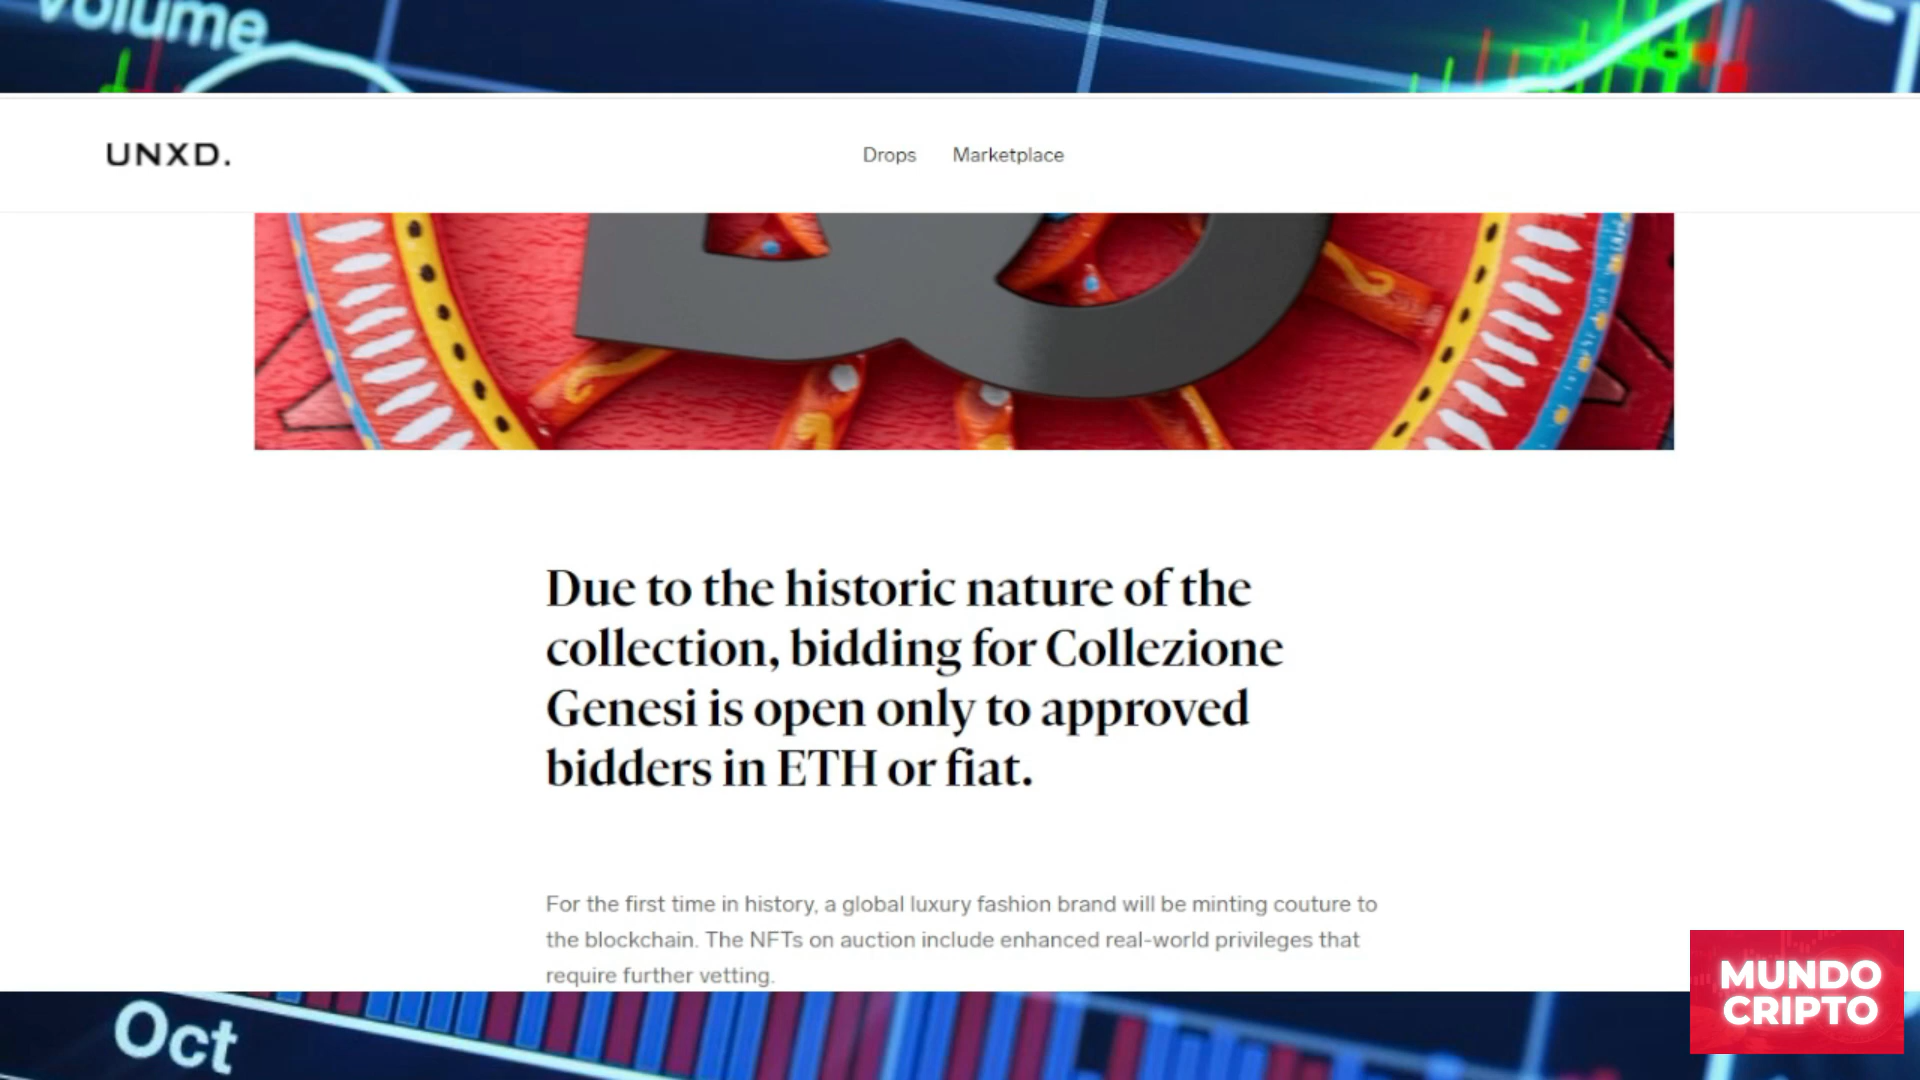 Volume
UNXD.
Drops Marketplace
Due to the historic nature of the
collection, bidding for Collezione
Genesi is open only to approved
bidders in ETH or fiat.
For the first time in history, a global luxury fashion brand will be minting couture to
the blockchain. The NFTs on auction include enhanced real-world privileges that
require further vetting.
MUNDO
CRIPTO
Oct